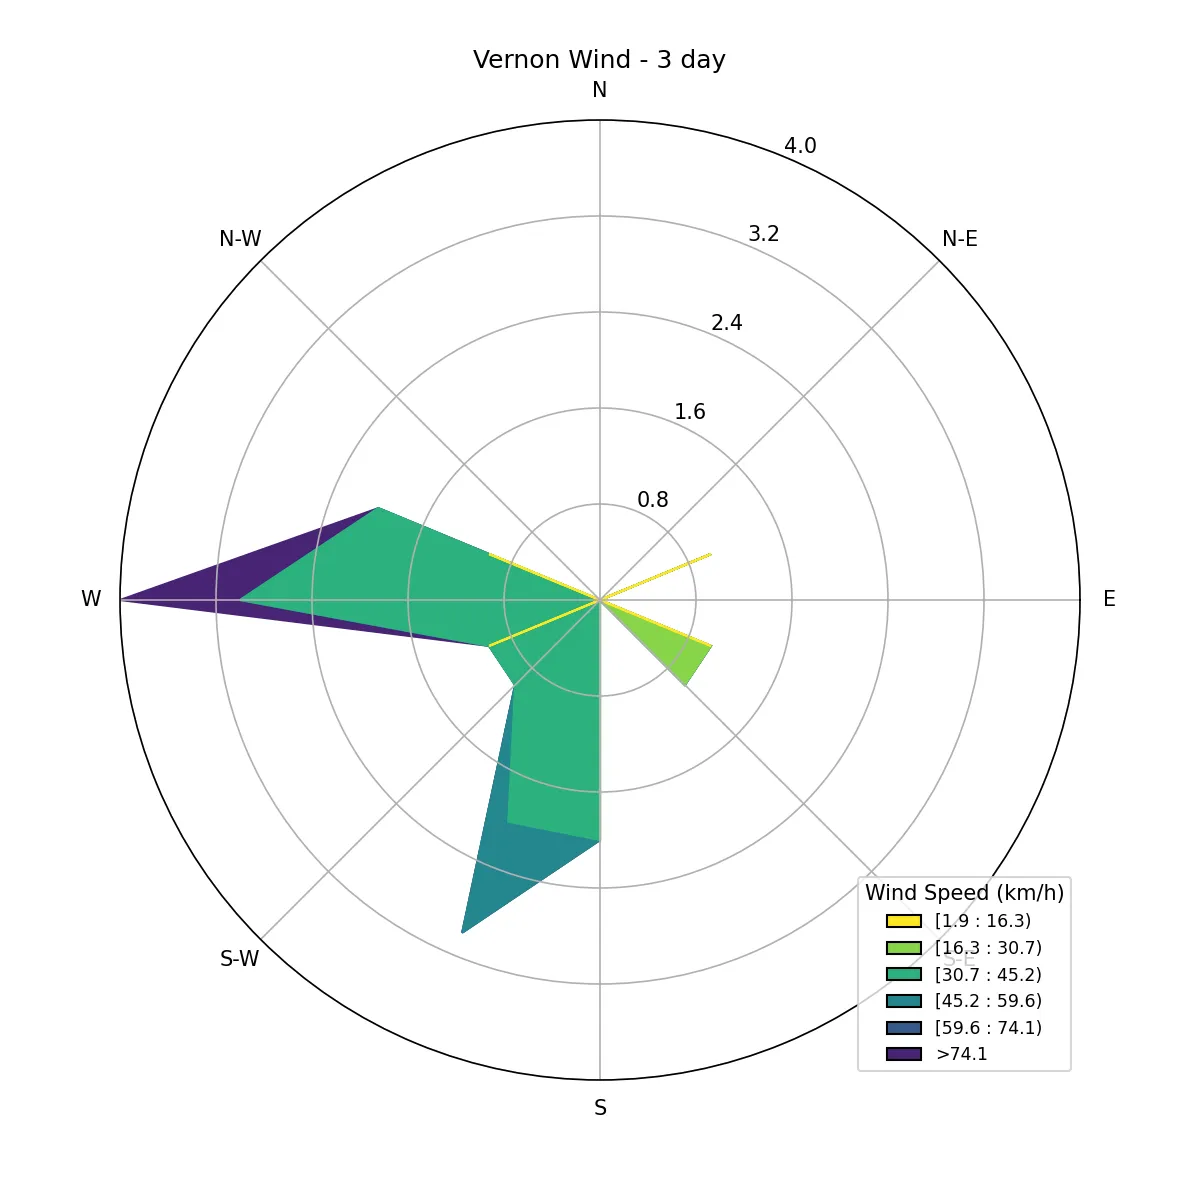 Vernon Wind - 3 day
N
4.0
N-W
N-E
3.2
2.4
1.6
0.8
W
E
S-W
S-E
S
Wind Speed (km/h)
[1.9 : 16.3)
[16.3 : 30.7)
[30.7 : 45.2)
[45.2 : 59.6)
[59.6 : 74.1)
>74.1